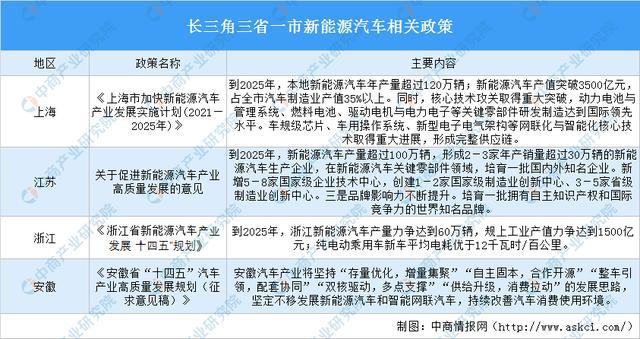 长三角三省一市新能源汽车相关政策
地区
政策名称
主要内容
上海
《上海市加快新能源汽车
产业发展实施计划(2021—
2025年）》
到2025年，本地新能源汽车年产量超过120万辆；新能源汽车产值突破3500亿元，
占全市汽车制造业产值35%以上。同时，核心技术攻关取得重大突破，动力电池与
管理系统、燃料电池、驱动电机与电力电子等关键零部件研发制造达到国际领先
水平。车规级芯片、车用操作系统、新型电子电气架构等网联化与智能化核心技
术取得重大进展，形成完整供应链。
江苏
关于促进新能源汽车产业
高质量发展的意见
到2025年，新能源汽车产量超过100万辆，形成2－3家年产销量超过30万辆的新能
源汽车生产企业，在新能源汽车关键零部件领域，培育一批国内外知名企业。新
增5－8家国家级企业技术中心，创建1－2家国家级制造业创新中心、3－5家省级
制造业创新中心。三是品牌影响力不断提升。培育一批拥有自主知识产权和国际
竞争力的世界知名品牌。
浙江
《浙江省新能源汽车产业
发展 十四五"规划》
到2025年，浙江新能源汽车产量力争达到60万辆，规上工业产值力争达到1500亿
元；纯电动乘用车新车平均电耗优于12千瓦时/百公里。
安徽
《安徽省“十四五”汽车
产业高质量发展规划（征
求意见稿）》
安徽汽车产业将坚持“存量优化，增量集聚”“自主固本，合作开源”“整车引
领，配套协同”“双核驱动，多点支撑”“供给升级，消费拉动”的发展思路，
坚定不移发展新能源汽车和智能网联汽车，持续改善汽车消费使用环境。
制图：中商情报网（http://www.askci.com/）
中商产业研究院